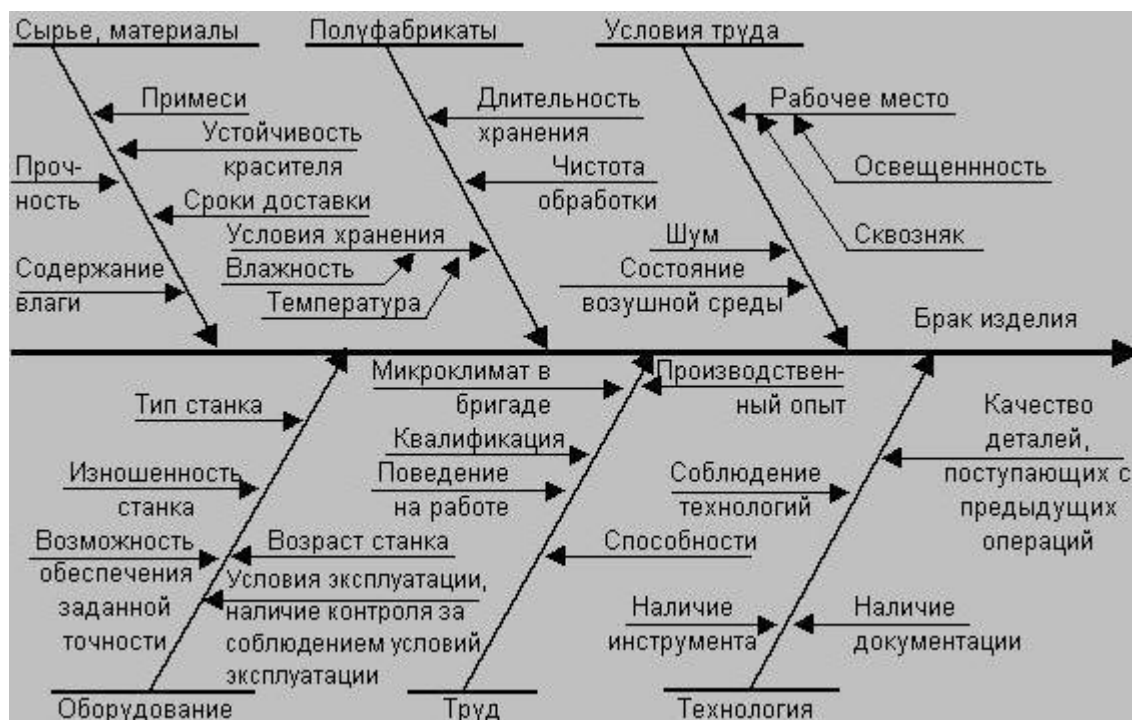 Сырье, материалы
Полуфабрикаты
Условия труда
Примеси
Устойчивость
красителя
Проч-
ность
Сроки доставки
Содержание
влаги
Длительность
хранения
Чистота
обработки
Условия хранения
Влажность
Температура
Рабочее место
Освещеннность
Сквозняк
Шум
Состояние
возушной среды
Брак изделия
Тип станка
Изношенность
станка
Возможность
обеспечения
заданной
точности
Возраст станка
Условия эксплуатации,
наличие контроля за
соблюдением условий
эксплуатации
Оборудование
Микроклимат в
бригаде
Производствен-
ный опыт
Квалификация
Поведение
на работе
Способности
Труд
Качество
деталей,
поступающих с
предыдущих
операций
Соблюдение
технологий
Наличие
инструмента
Наличие
документации
Технология